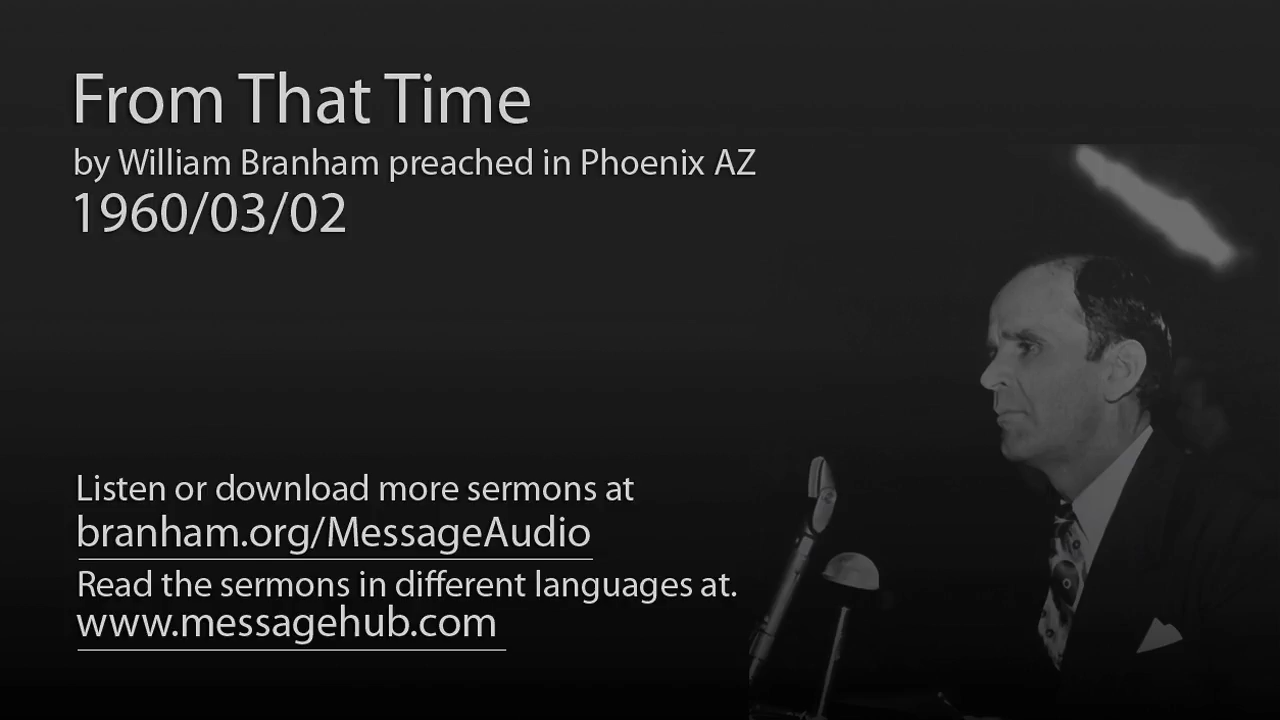 From That Time
by William Branham preached in Phoenix AZ
1960/03/02
Listen or download more sermons at
branham.org/MessageAudio
Read the sermons in different languages at.
www.messagehub.com